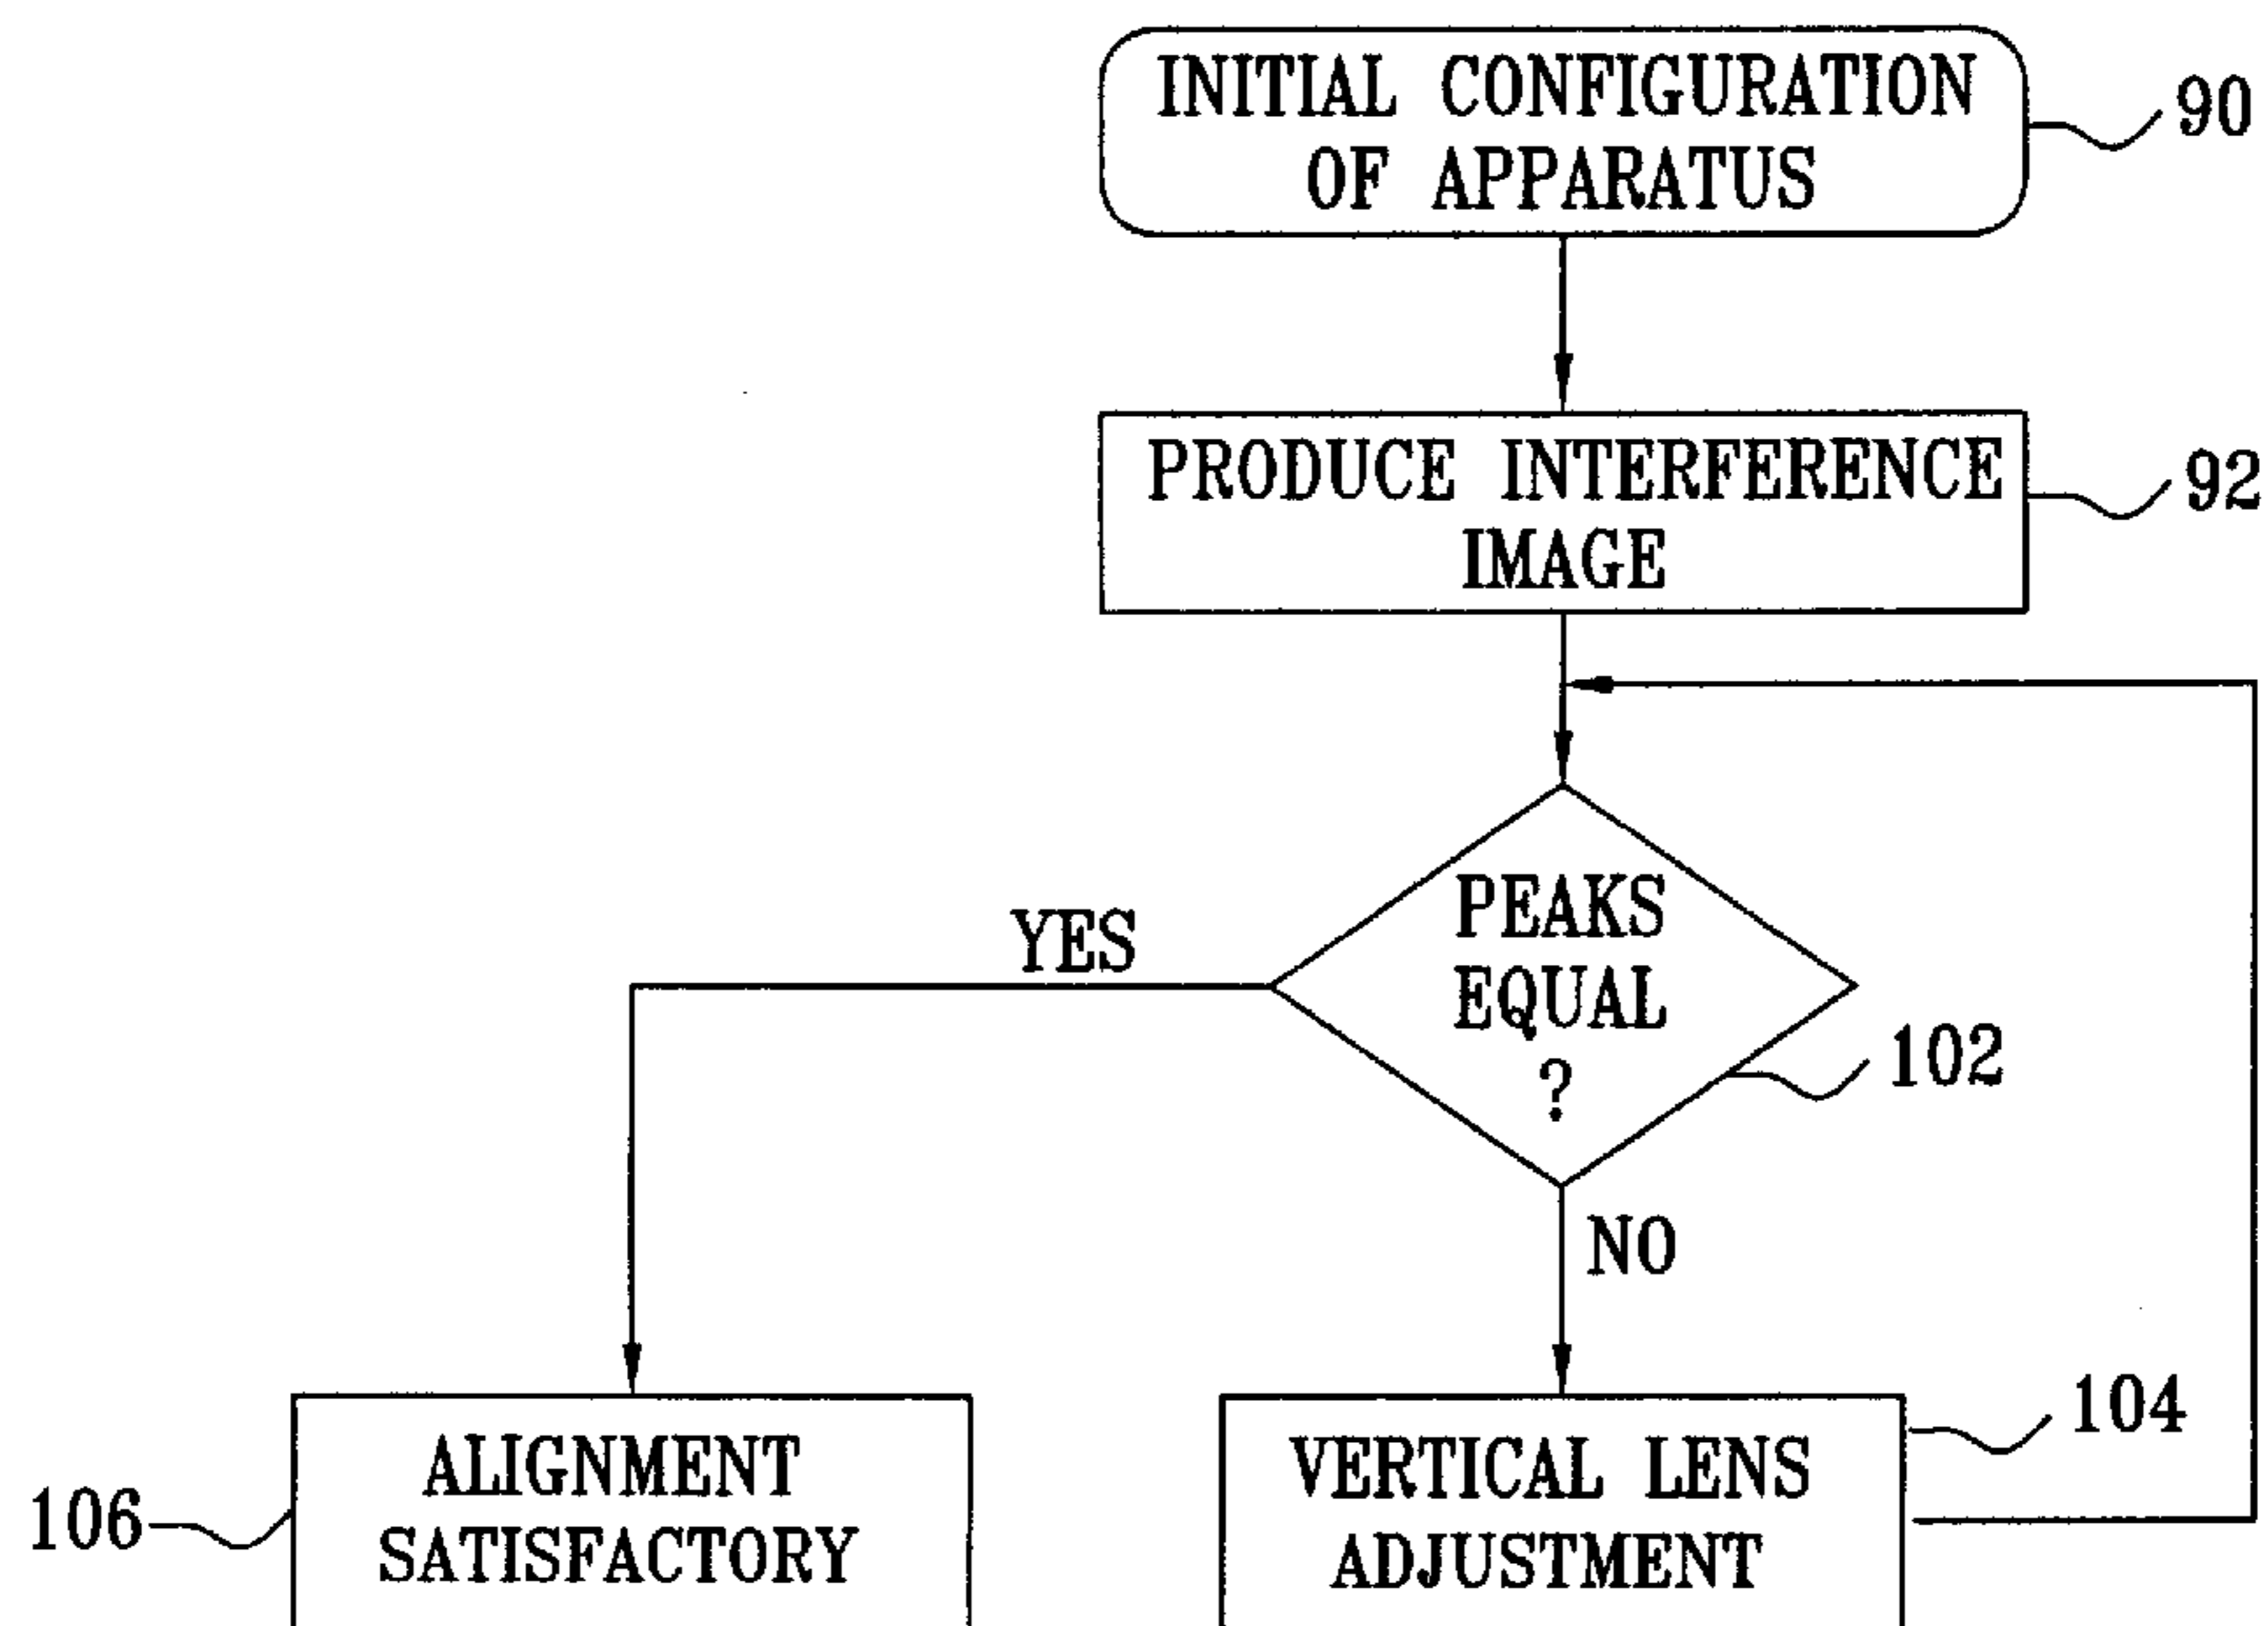 INITIAL CONFIGURATION
OF APPARATUS
90
PRODUCE INTERFERENCE
IMAGE
92
PEAKS
EQUAL
?
102
YES
NO
ALIGNMENT
SATISFACTORY
106
VERTICAL LENS
ADJUSTMENT
104